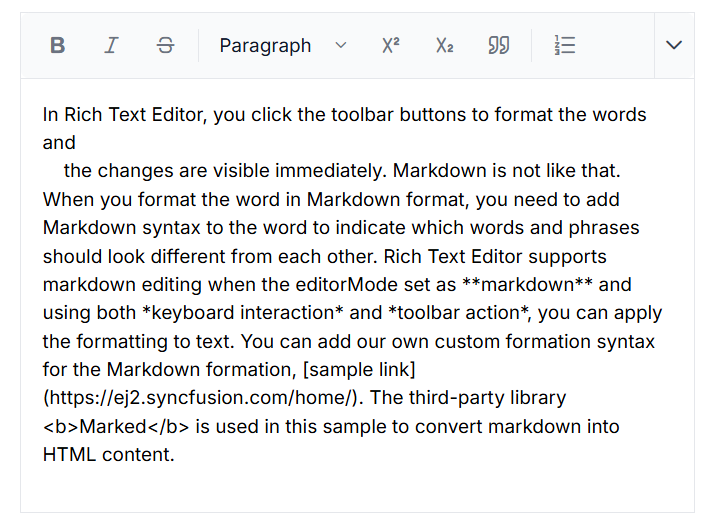 B I S Paragraph X² X₂
In Rich Text Editor, you click the toolbar buttons to format the words
and
the changes are visible immediately. Markdown is not like that.
When you format the word in Markdown format, you need to add
Markdown syntax to the word to indicate which words and phrases
should look different from each other. Rich Text Editor supports
markdown editing when the editorMode set as **markdown** and
using both *keyboard interaction* and *toolbar action*, you can apply
the formatting to text. You can add our own custom formation syntax
for the Markdown formation, [sample link]
(https://ej2.syncfusion.com/home/). The third-party library
<b>Marked</b> is used in this sample to convert markdown into
HTML content.